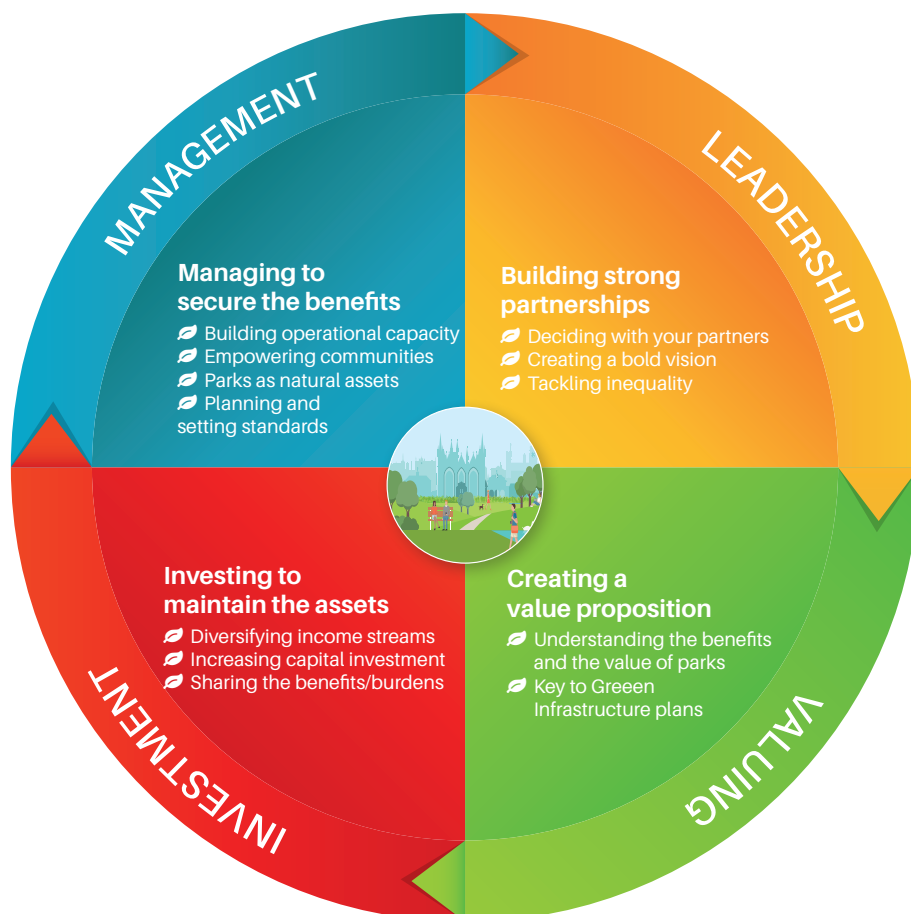 MANAGEMENT
Managing to
secure the benefits
Building operational capacity
Empowering communities
Parks as natural assets
Planning and
setting standards
LEADERSHIP
Building strong
partnerships
Deciding with your partners
Creating a bold vision
Tackling inequality
INVESTMENT
Investing to
maintain the assets
Diversifying income streams
Increasing capital investment
Sharing the benefits/burdens
VALUING
Creating a
value proposition
Understanding the benefits
and the value of parks
Key to Greeen
Infrastructure plans